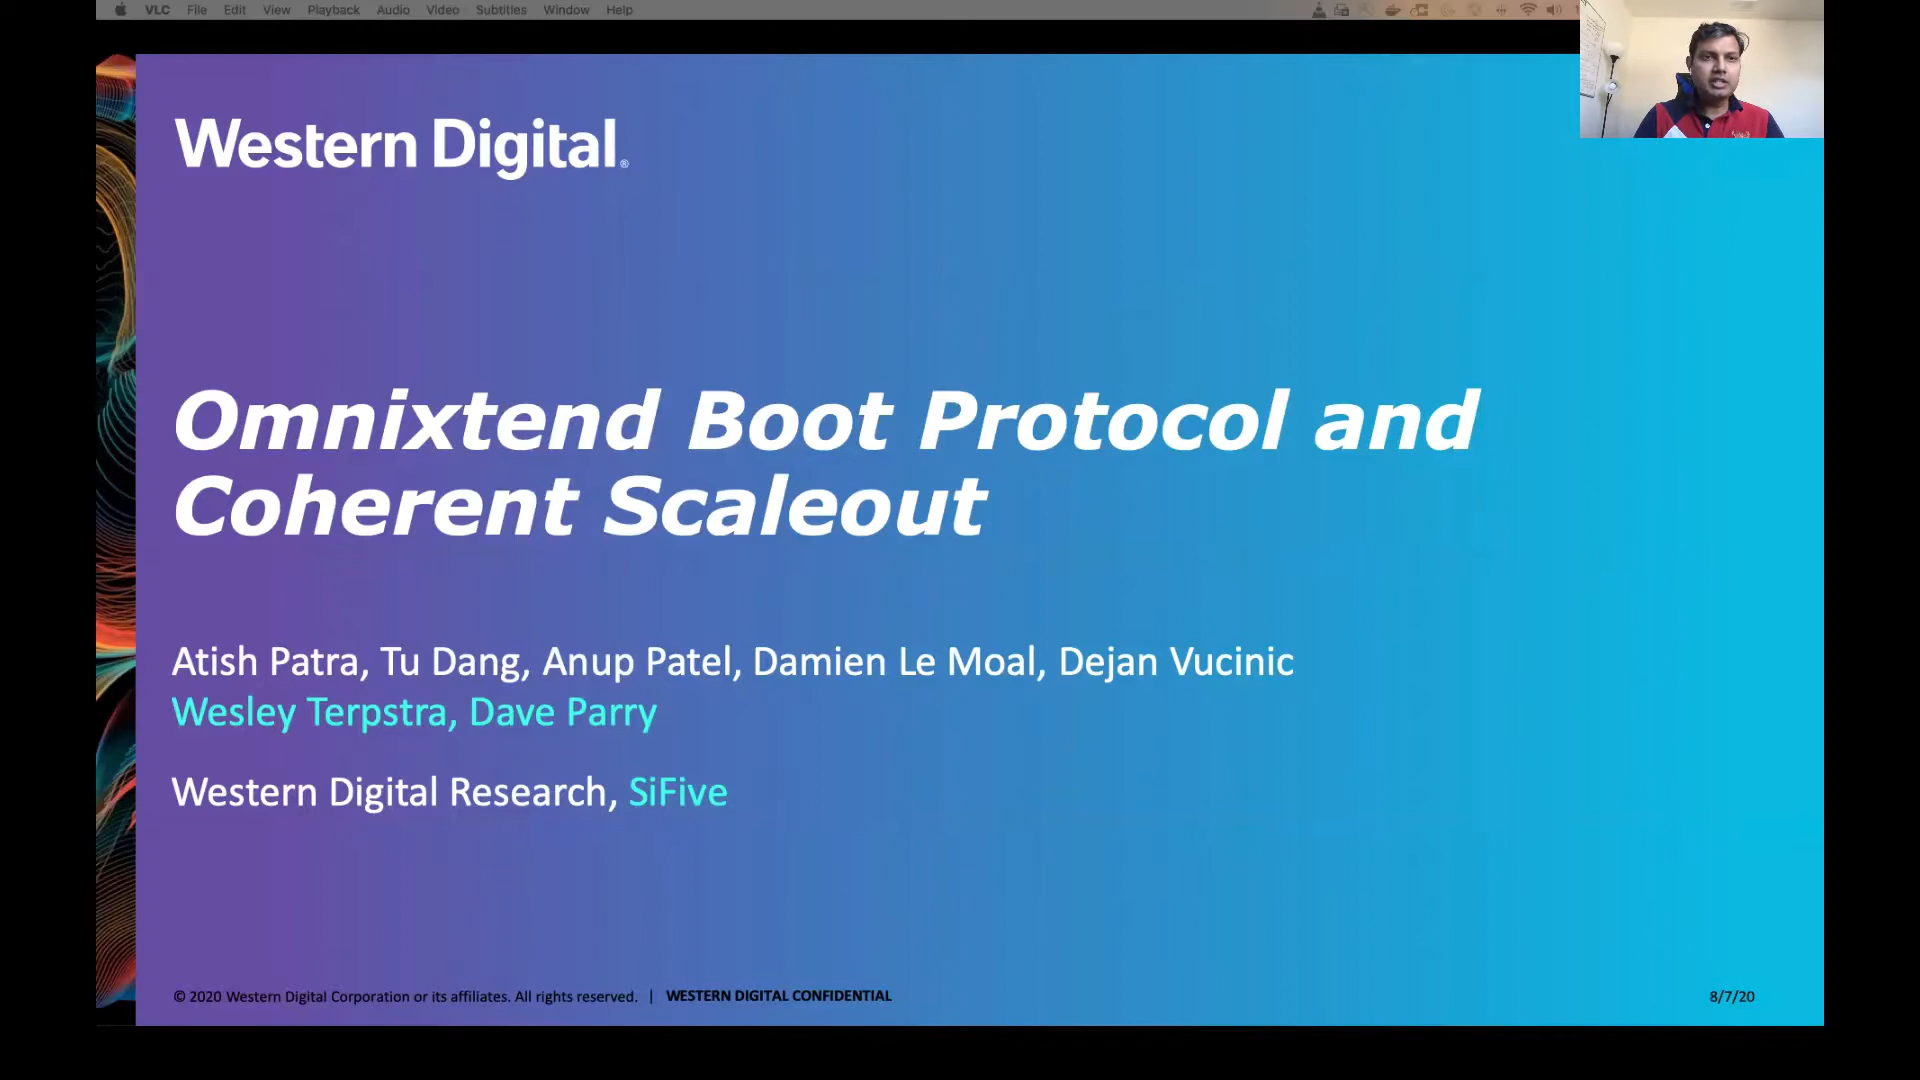 VLC File Edit View Playback Audio Video Subtitles Window Help
Western Digital®
Omnixtend Boot Protocol and
Coherent Scaleout
Atish Patra, Tu Dang, Anup Patel, Damien Le Moal, Dejan Vucinic
Wesley Terpstra, Dave Parry
Western Digital Research, SiFive
© 2020 Western Digital Corporation or its affiliates. All rights reserved. | WESTERN DIGITAL CONFIDENTIAL 8/7/20